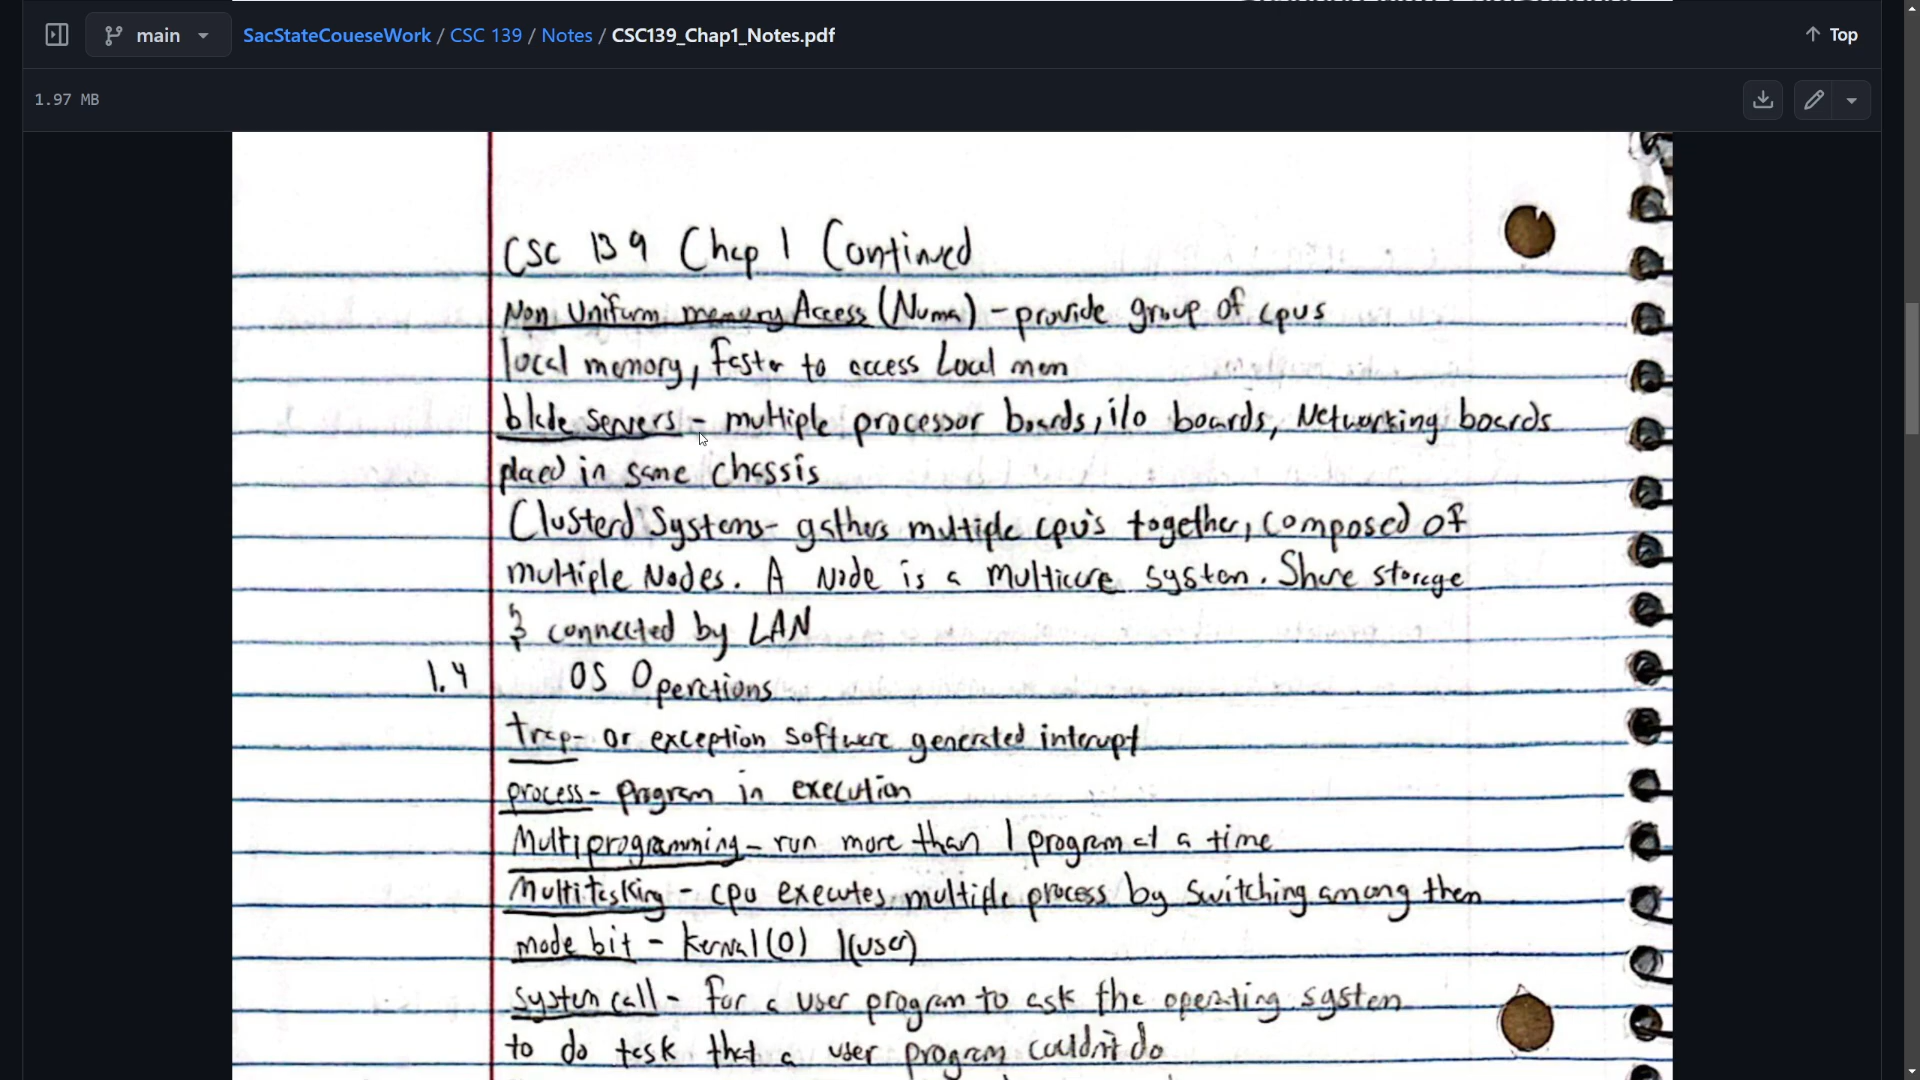 main
SacStateCoueseWork / CSC 139 / Notes / CSC139_Chap1_Notes.pdf
Top
1.97 MB
CSC 139 Chap 1 Continued
Non Uniform memory Access (Numa) - provide group of cpus
local memory, faster to access Local mem
blade servers - multiple processor boards, i/o boards, Networking boards
placed in same chassis
Clusterd Systems - gathers multiple cpu's together, composed of
multiple Nodes. A Node is a multicore system. Share storage
& connected by LAN
1.4 OS Operations
trap - or exception software generated interupt
process - program in execution
Multiprogramming - run more than 1 program at a time
Multitasking - cpu executes multiple process by switching among them
mode bit - kernal (0) 1(user)
system call - for a user program to ask the operating system
to do task that a user program couldn't do